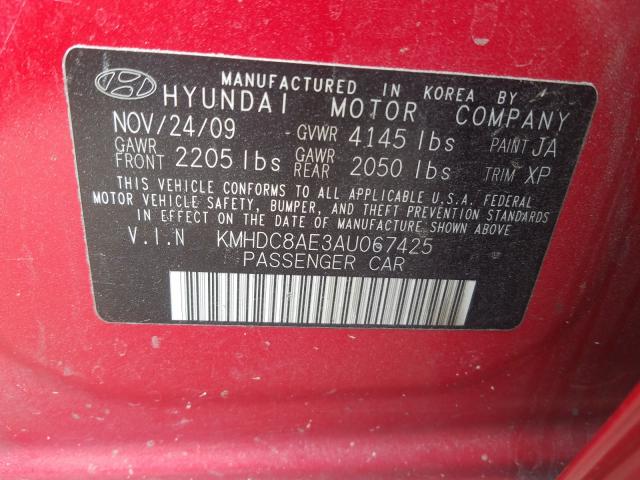 MANUFACTURED IN KOREA BY
HYUNDAI MOTOR COMPANY
NOV/24/09 GVWR 4145 lbs PAINT JA
GAWR FRONT 2205 lbs GAWR REAR 2050 lbs TRIM XP
THIS VEHICLE CONFORMS TO ALL APPLICABLE U.S.A. FEDERAL
MOTOR VEHICLE SAFETY, BUMPER, AND THEFT PREVENTION STANDARDS
IN EFFECT ON THE DATE OF MANUFACTURE SHOWN ABOVE.
V.I.N KMHDC8AE3AU067425
PASSENGER CAR